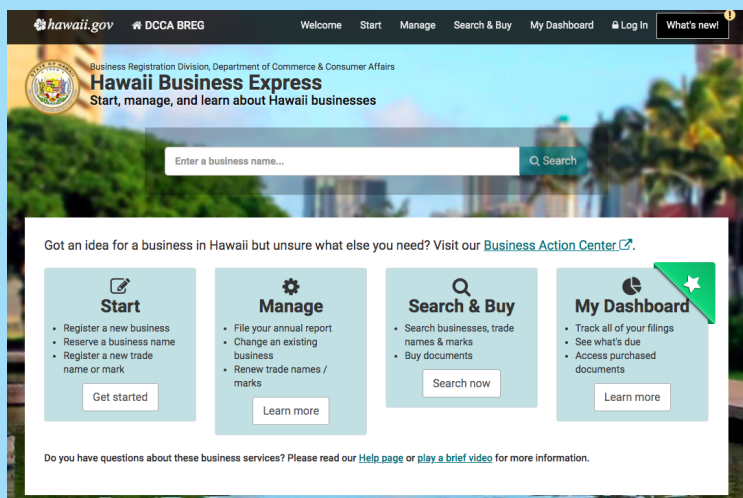 hawaii.gov DCCA BREG Welcome Start Manage Search & Buy My Dashboard Log In What's new!
Business Registration Division, Department of Commerce & Consumer Affairs
Hawaii Business Express
Start, manage, and learn about Hawaii businesses
Enter a business name... Search
Got an idea for a business in Hawaii but unsure what else you need? Visit our Business Action Center.
Start
• Register a new business
• Reserve a business name
• Register a new trade
name or mark
Get started
Manage
• File your annual report
• Change an existing
business
• Renew trade names /
marks
Learn more
Search & Buy
• Search businesses, trade
names & marks
• Buy documents
Search now
My Dashboard
• Track all of your filings
• See what's due
• Access purchased
documents
Learn more
Do you have questions about these business services? Please read our Help page or play a brief video for more information.